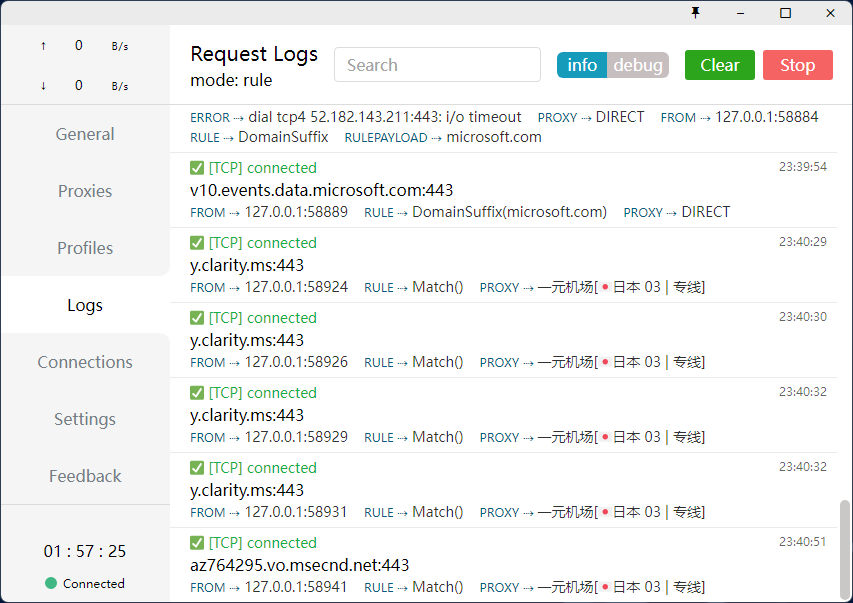 ↑ 0 B/s
↓ 0 B/s
General
Proxies
Profiles
Logs
Connections
Settings
Feedback
01 : 57 : 25
Connected
Request Logs
mode: rule
Search
info debug
Clear
Stop
ERROR ⇢ dial tcp4 52.182.143.211:443: i/o timeout PROXY ⇢ DIRECT FROM ⇢ 127.0.0.1:58884
RULE ⇢ DomainSuffix RULEPAYLOAD ⇢ microsoft.com
✅ [TCP] connected 23:39:54
v10.events.data.microsoft.com:443
FROM ⇢ 127.0.0.1:58889 RULE ⇢ DomainSuffix(microsoft.com) PROXY ⇢ DIRECT
✅ [TCP] connected 23:40:29
y.clarity.ms:443
FROM ⇢ 127.0.0.1:58924 RULE ⇢ Match() PROXY ⇢ 一元机场[🇯🇵日本 03 | 专线]
✅ [TCP] connected 23:40:30
y.clarity.ms:443
FROM ⇢ 127.0.0.1:58926 RULE ⇢ Match() PROXY ⇢ 一元机场[🇯🇵日本 03 | 专线]
✅ [TCP] connected 23:40:32
y.clarity.ms:443
FROM ⇢ 127.0.0.1:58929 RULE ⇢ Match() PROXY ⇢ 一元机场[🇯🇵日本 03 | 专线]
✅ [TCP] connected 23:40:32
y.clarity.ms:443
FROM ⇢ 127.0.0.1:58931 RULE ⇢ Match() PROXY ⇢ 一元机场[🇯🇵日本 03 | 专线]
✅ [TCP] connected 23:40:51
az764295.vo.msecnd.net:443
FROM ⇢ 127.0.0.1:58941 RULE ⇢ Match() PROXY ⇢ 一元机场[🇯🇵日本 03 | 专线]